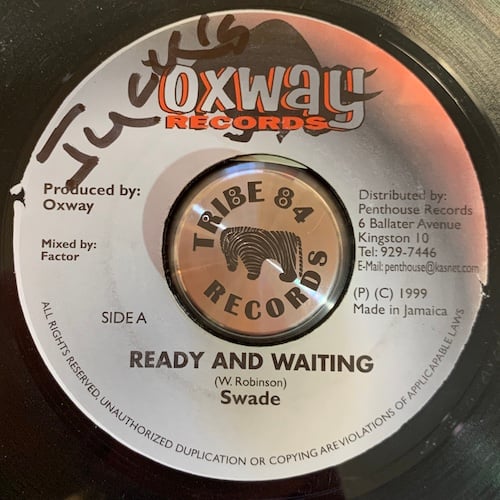 Tucks
Oxway
RECORDS
Produced by:
Oxway
Mixed by:
Factor
SIDE A
TRIBE 84
RECORDS
Distributed by:
Penthouse Records
6 Ballater Avenue
Kingston 10
Tel: 929-7446
E-Mail: penthouse@kasnet.com
(P) (C) 1999
Made in Jamaica
READY AND WAITING
(W. Robinson)
Swade
ALL RIGHTS RESERVED, UNAUTHORIZED DUPLICATION OR COPYING ARE VIOLATIONS OF APPLICAPABLE LAWS